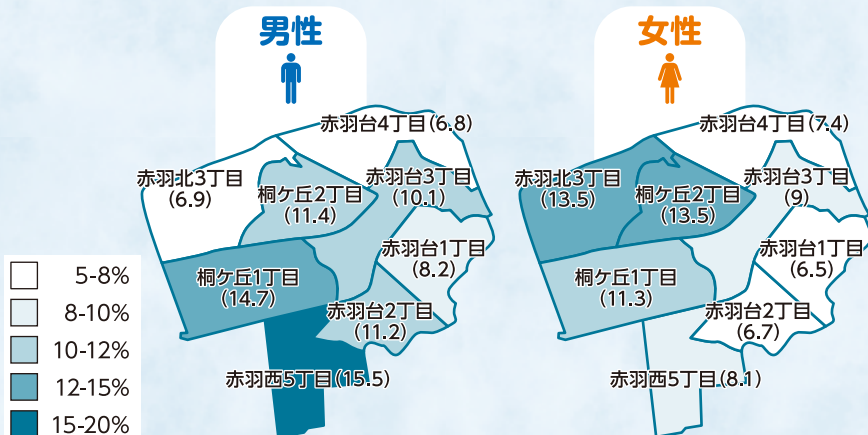 男性
赤羽台4丁目(6.8)
赤羽北3丁目
(6.9)
桐ケ丘2丁目
(11.4)
赤羽台3丁目
(10.1)
赤羽台1丁目
(8.2)
桐ケ丘1丁目
(14.7)
赤羽台2丁目
(11.2)
赤羽西5丁目(15.5)
女性
赤羽台4丁目(7.4)
赤羽北3丁目
(13.5)
桐ケ丘2丁目
(13.5)
赤羽台3丁目
(9)
赤羽台1丁目
(6.5)
桐ケ丘1丁目
(11.3)
赤羽台2丁目
(6.7)
赤羽西5丁目(8.1)
5-8%
8-10%
10-12%
12-15%
15-20%